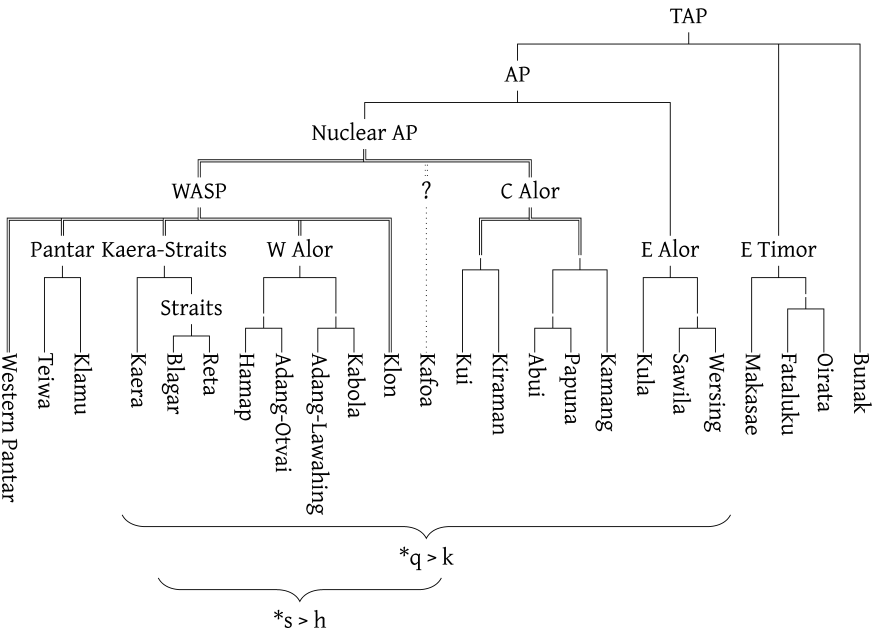 TAP
AP
Nuclear AP
WASP ? C Alor
Pantar Kaera-Straits W Alor E Alor E Timor
Straits
Western Pantar
Teiwa
Klamu
Kaera
Blagar
Reta
Hamap
Adang-Otvai
Adang-Lawahing
Kabola
Klon
Kafoa
Kui
Kiraman
Abui
Papuna
Kamang
Kula
Sawila
Wersing
Makasae
Fataluku
Oirata
Bunak
*q > k
*s > h